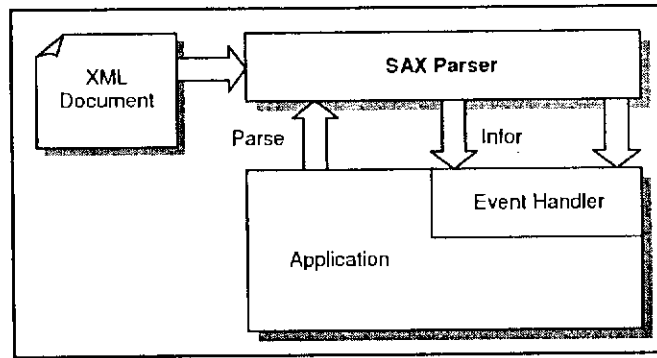 XML
Document
SAX Parser
Parse
Infor
Event Handler
Application